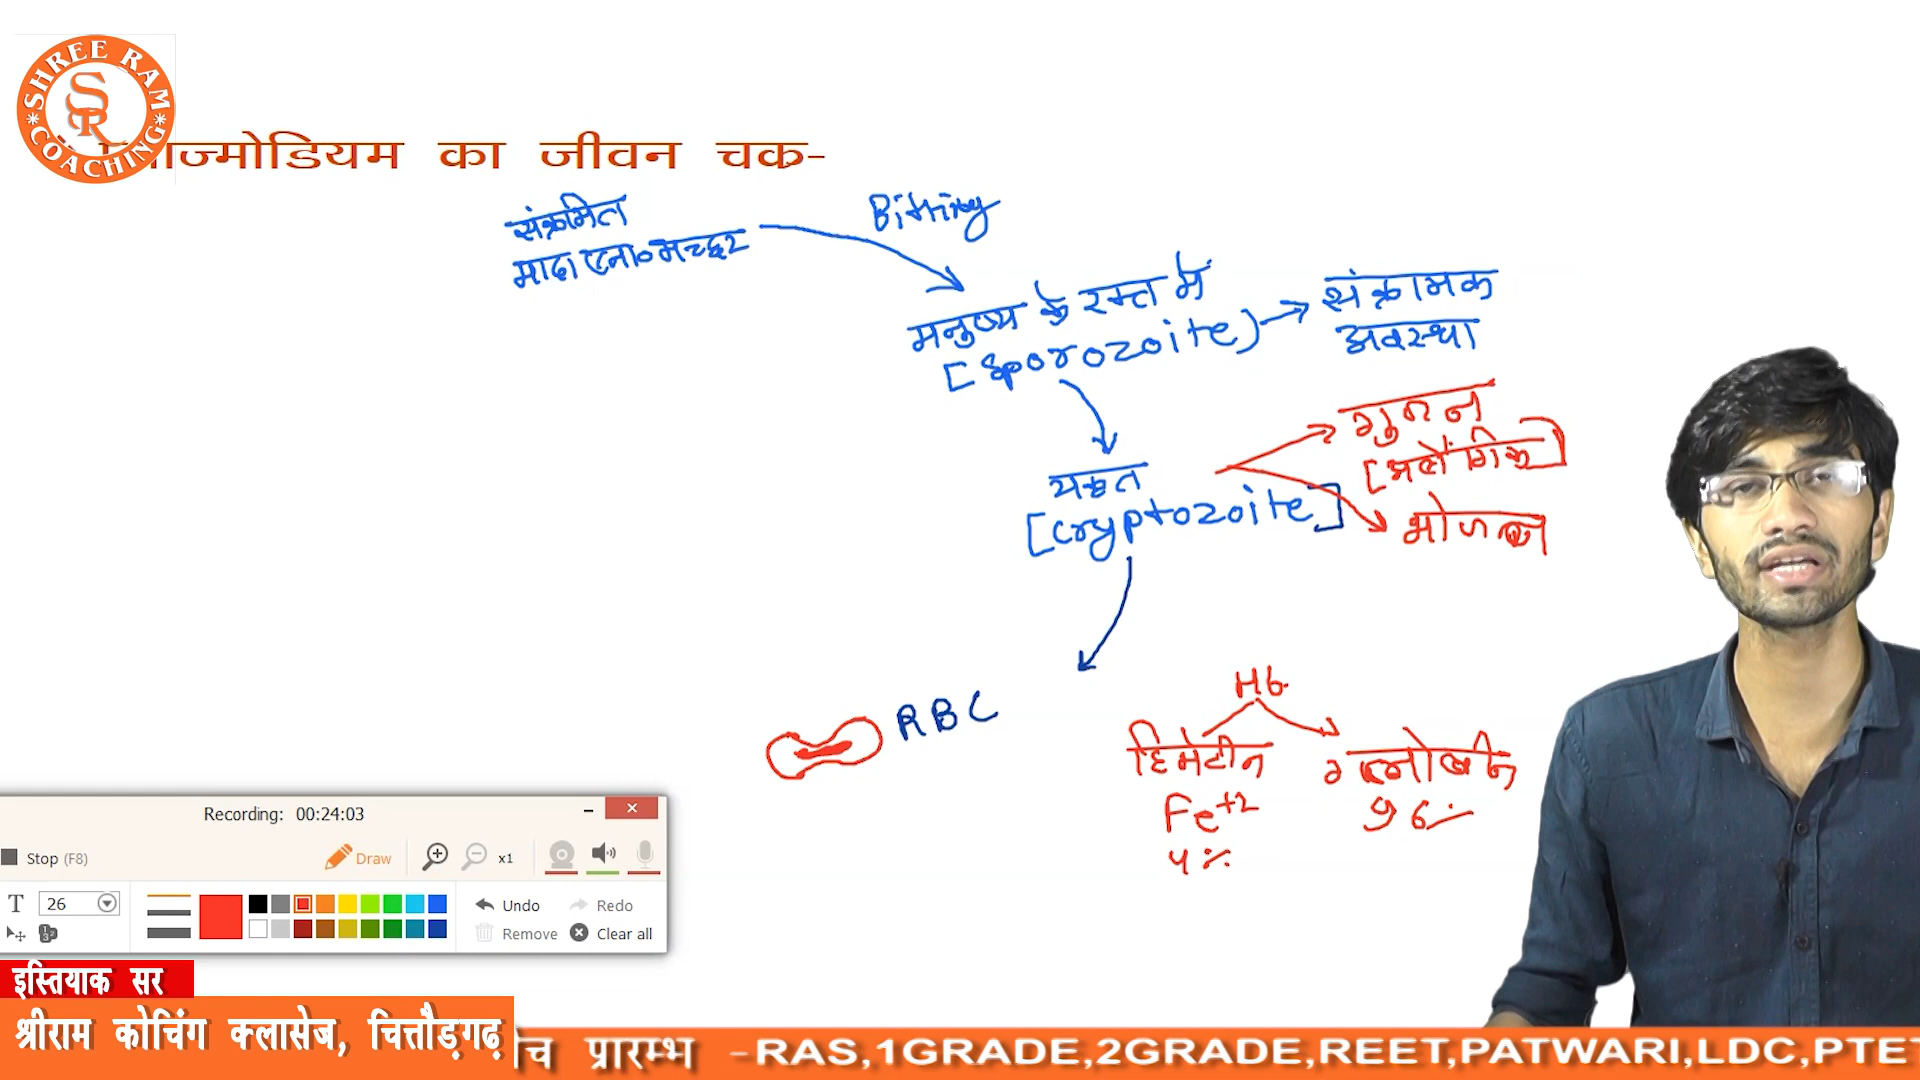 SHREE RAM
SR
COACHING
का जीवन चक-
संक्रमित
मादा एना० मच्छर
Bitting
मनुष्य के रक्त में
[Sporozoite)
संक्रामक
अवस्था
गुणन
[अलैंगिक]
यकृत
[Cryptozoite]
भोजन
RBC
Hb.
हिमेटीन
ग्लोबीन
Fe+2
96%
4%
Recording: 00:24:03
Stop (F8)
Draw
x1
T 26
Undo
Redo
Remove
Clear all
इस्तियाक सर
श्रीराम कोचिंग क्लासेज, चित्तौड़गढ़
प्रारम्भ -RAS,1GRADE,2GRADE,REET,PATWARI,LDC,PTET